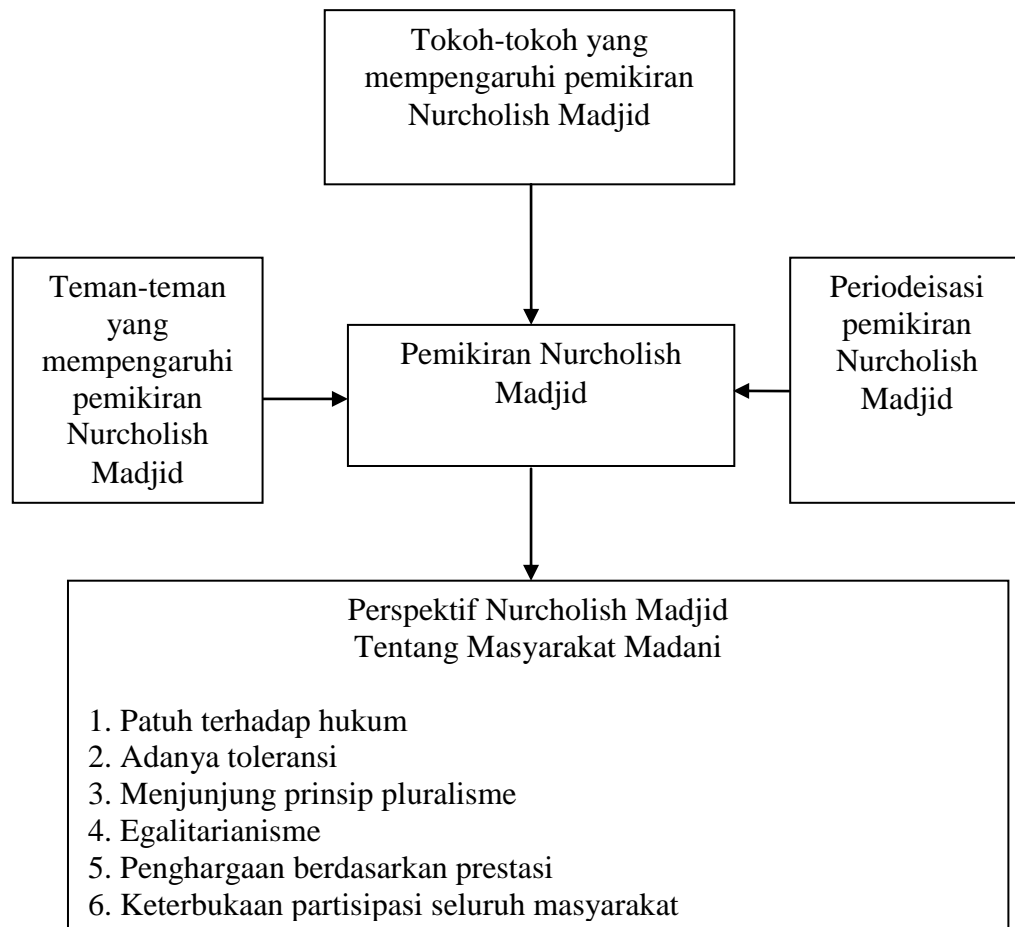 Tokoh-tokoh yang
mempengaruhi pemikiran
Nurcholish Madjid
Teman-teman
yang
mempengaruhi
pemikiran
Nurcholish
Madjid
Pemikiran Nurcholish
Madjid
Periodeisasi
pemikiran
Nurcholish
Madjid
Perspektif Nurcholish Madjid
Tentang Masyarakat Madani
1. Patuh terhadap hukum
2. Adanya toleransi
3. Menjunjung prinsip pluralisme
4. Egalitarianisme
5. Penghargaan berdasarkan prestasi
6. Keterbukaan partisipasi seluruh masyarakat